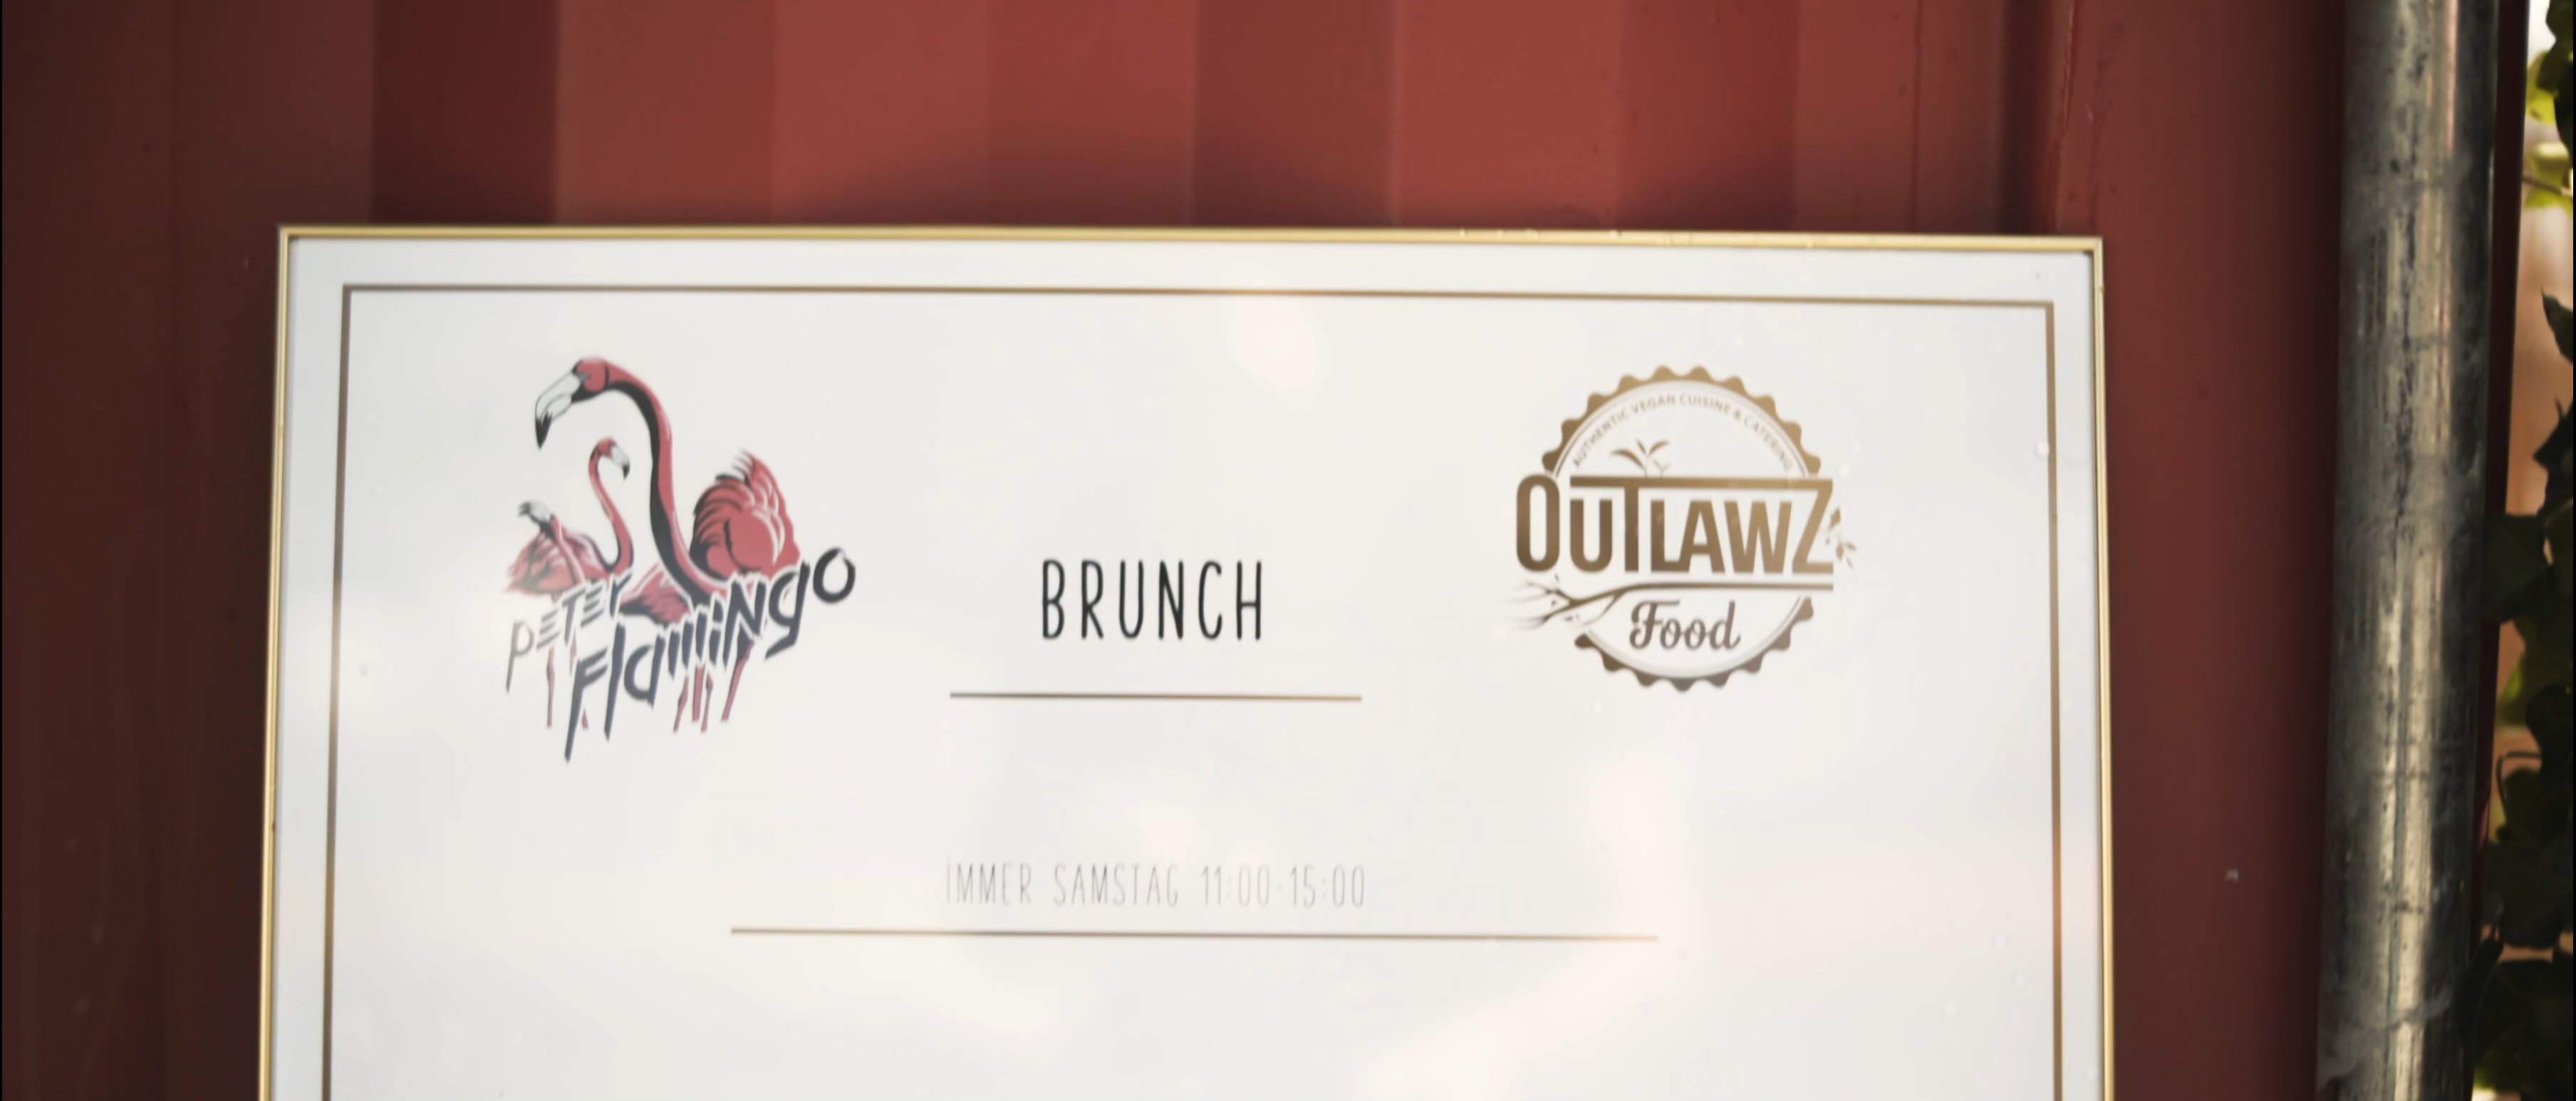 PETER
Flamingo
BRUNCH
AUTHENTIC VEGAN CUISINE & CATERING
OUTLAWZ
Food
IMMER SAMSTAG 11:00-15:00